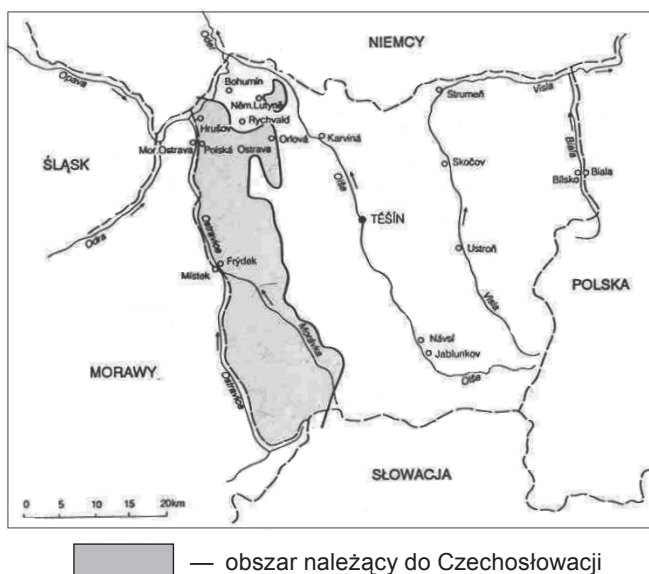 NIEMCY
Odra
Opava
Bohumín
Něm.Lutyně
Strumeň
Visla
Rychvald
Hrušov
Biala
Mor.Ostrava
Polská Ostrava
Orlová
Karviná
ŚLĄSK
Skočov
Bílsko
Biala
Olše
TĚŠÍN
Odra
Ostravice
Ustroň
Frýdek
Místek
POLSKA
Visla
Morávka
Návsí
Jablunkov
MORAWY
Ostravice
Olše
SŁOWACJA
0 5 10 15 20km
— obszar należący do Czechosłowacji